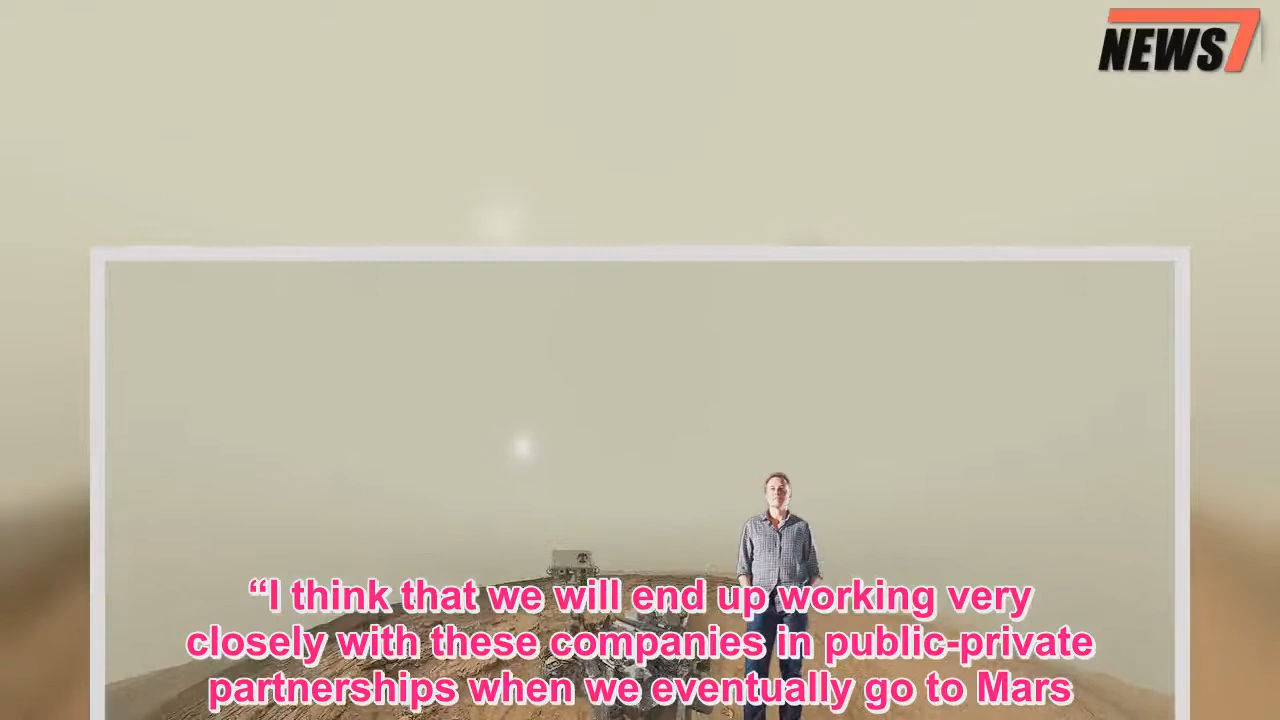 NEWS7
“I think that we will end up working very
closely with these companies in public-private
partnerships when we eventually go to Mars